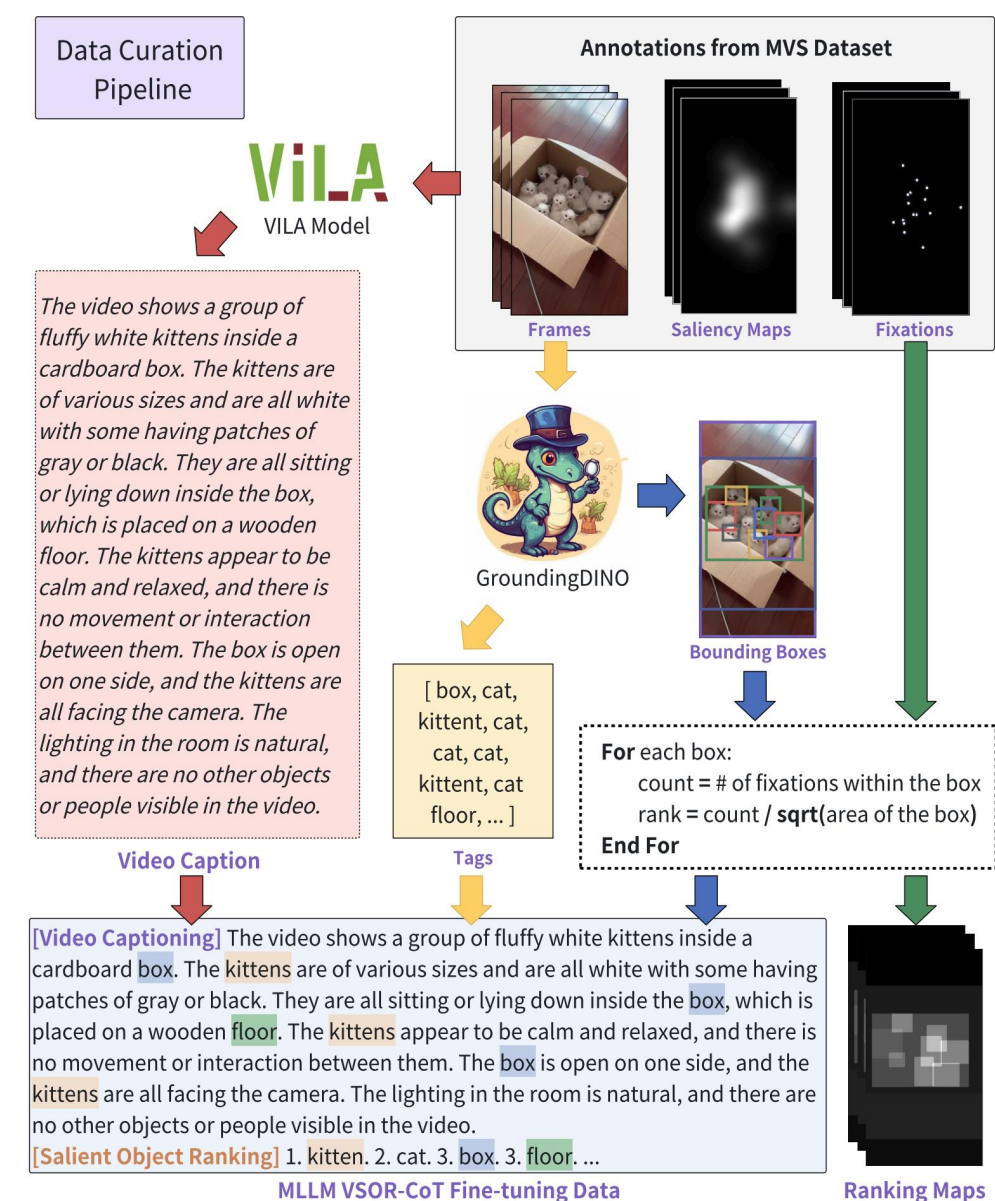 Data Curation
Pipeline
Annotations from MVS Dataset
ViLA
VILA Model
Frames
Saliency Maps
Fixations
The video shows a group of
fluffy white kittens inside a
cardboard box. The kittens are
of various sizes and are all white
with some having patches of
gray or black. They are all sitting
or lying down inside the box,
which is placed on a wooden
floor. The kittens appear to be
calm and relaxed, and there is
no movement or interaction
between them. The box is open
on one side, and the kittens are
all facing the camera. The
lighting in the room is natural,
and there are no other objects
or people visible in the video.
Video Caption
GroundingDINO
Bounding Boxes
[ box, cat,
kittent, cat,
cat, cat,
kittent, cat
floor, ... ]
Tags
For each box:
count = # of fixations within the box
rank = count / sqrt(area of the box)
End For
[Video Captioning] The video shows a group of fluffy white kittens inside a
cardboard box. The kittens are of various sizes and are all white with some having
patches of gray or black. They are all sitting or lying down inside the box, which is
placed on a wooden floor. The kittens appear to be calm and relaxed, and there is
no movement or interaction between them. The box is open on one side, and the
kittens are all facing the camera. The lighting in the room is natural, and there are
no other objects or people visible in the video.
[Salient Object Ranking] 1. kitten. 2. cat. 3. box. 3. floor. ...
MLLM VSOR-CoT Fine-tuning Data
Ranking Maps